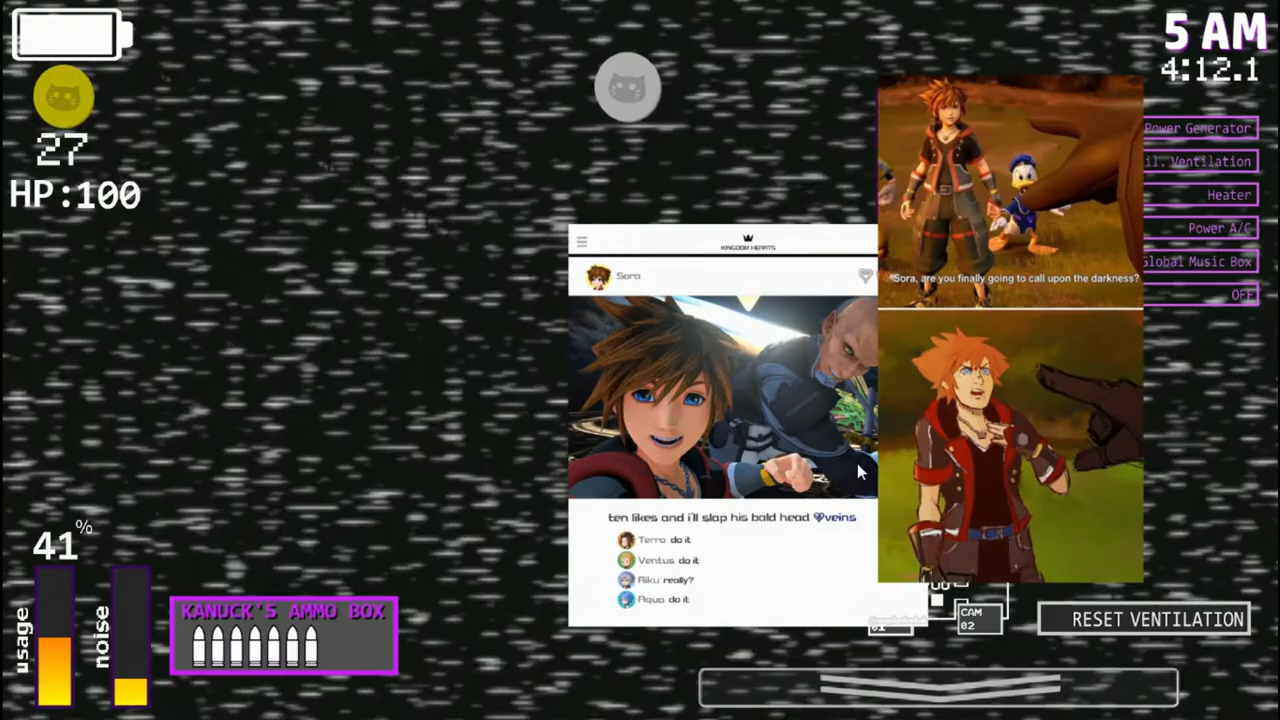 5 AM
4:12.1
27
HP:100
Power Generator
il. Ventilation
Heater
Power A/C
Global Music Box
OFF
"Sora, are you finally going to call upon the darkness?
KINGDOM HEARTS
Sora
ten likes and i'll slap his bald head veins
Terra do it
Ventus do it
Riku really?
Aqua do it
41%
usage
noise
KANUCK'S AMMO BOX
01
CAM
02
RESET VENTILATION